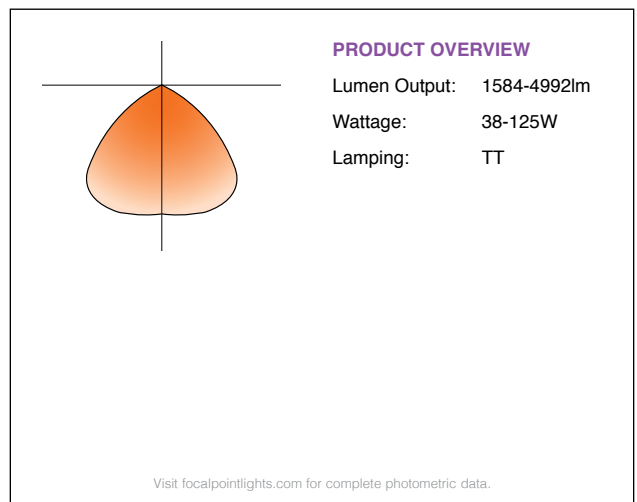 PRODUCT OVERVIEW
Lumen Output: 1584-4992lm
Wattage: 38-125W
Lamping: TT
Visit focalpointlights.com for complete photometric data.